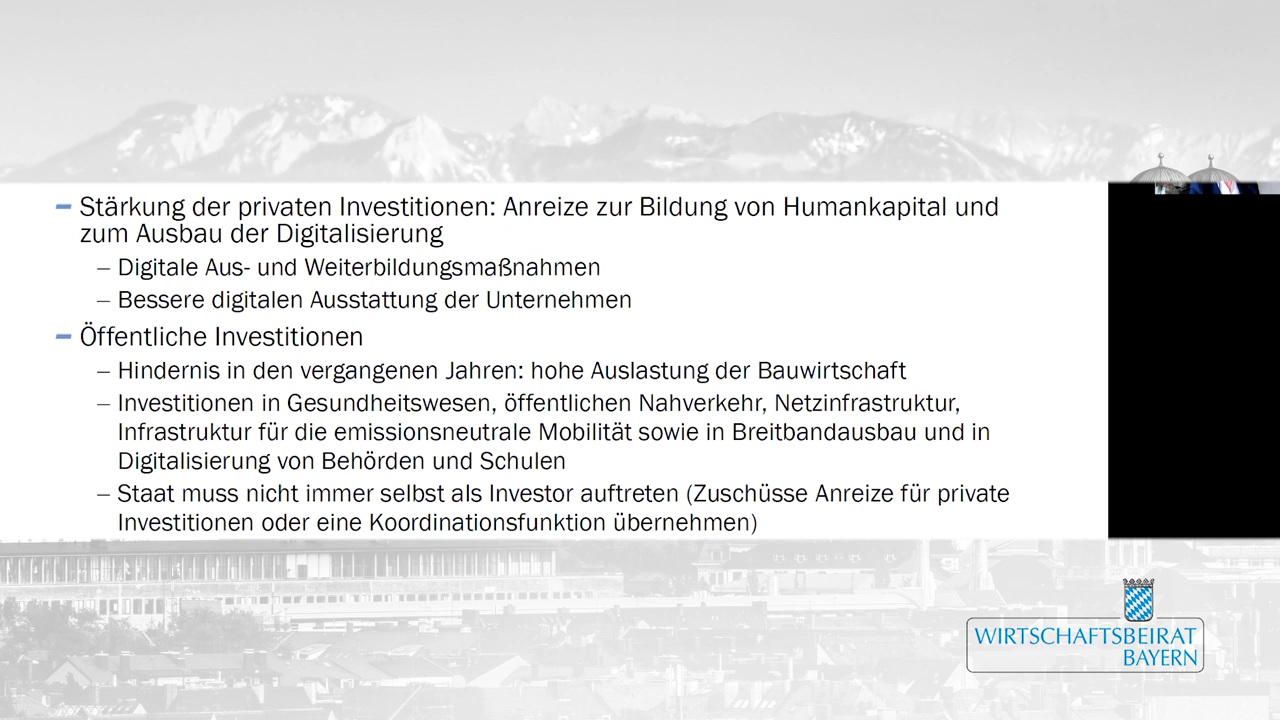 Stärkung der privaten Investitionen: Anreize zur Bildung von Humankapital und
zum Ausbau der Digitalisierung
– Digitale Aus- und Weiterbildungsmaßnahmen
– Bessere digitalen Ausstattung der Unternehmen
Öffentliche Investitionen
– Hindernis in den vergangenen Jahren: hohe Auslastung der Bauwirtschaft
– Investitionen in Gesundheitswesen, öffentlichen Nahverkehr, Netzinfrastruktur,
Infrastruktur für die emissionsneutrale Mobilität sowie in Breitbandausbau und in
Digitalisierung von Behörden und Schulen
– Staat muss nicht immer selbst als Investor auftreten (Zuschüsse Anreize für private
Investitionen oder eine Koordinationsfunktion übernehmen)
WIRTSCHAFTSBEIRAT
BAYERN